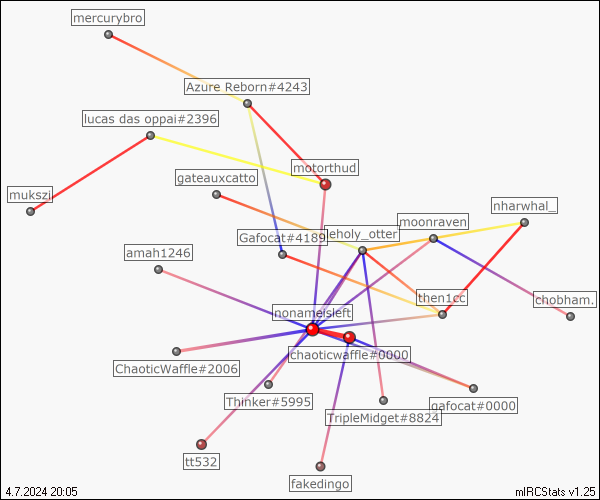 mercurybro
Azure Reborn#4243
lucas das oppai#2396
motorthud
gateauxcatto
mukszi
nharwhal_
moonraven
Gafocat#4189
leholy_otter
amah1246
then1cc
chobham.
nonameisleft
chaoticwaffle#0000
ChaoticWaffle#2006
Thinker#5995
gafocat#0000
TripleMidget#8824
tt532
fakedingo
4.7.2024 20:05
mIRCStats v1.25